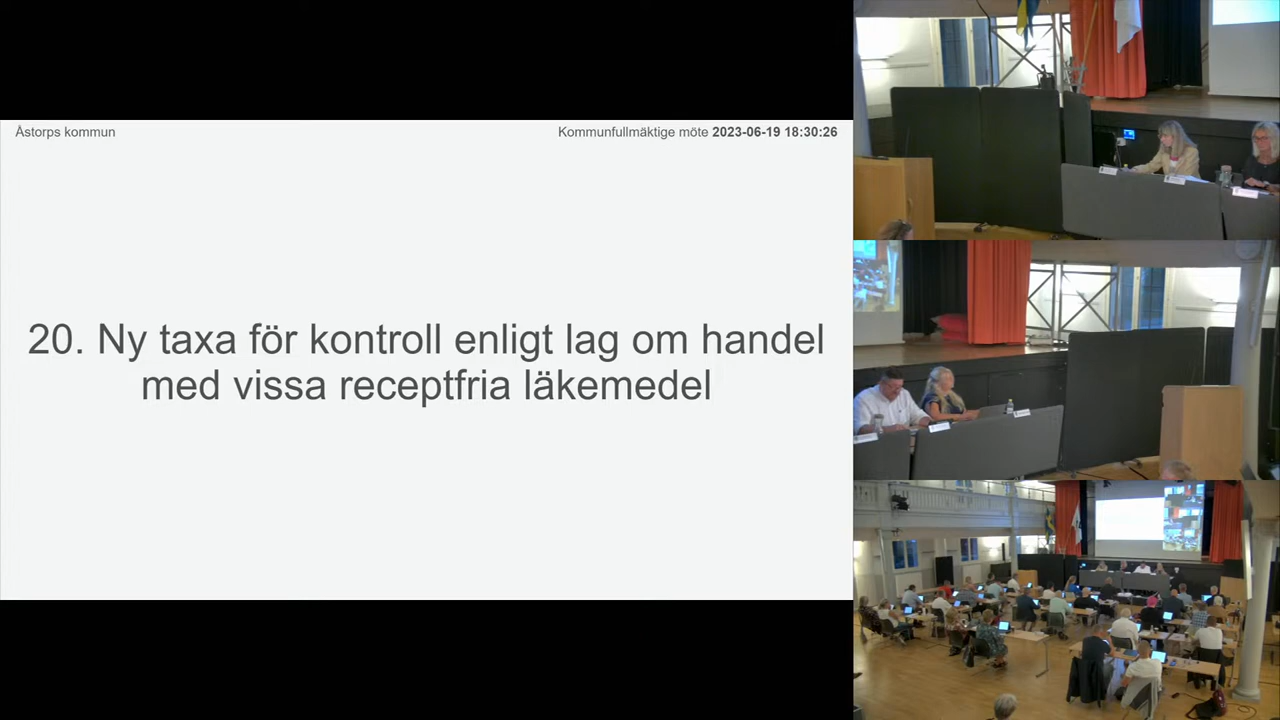 Åstorps kommun
Kommunfullmäktige möte 2023-06-19 18:30:26
20. Ny taxa för kontroll enligt lag om handel
med vissa receptfria läkemedel